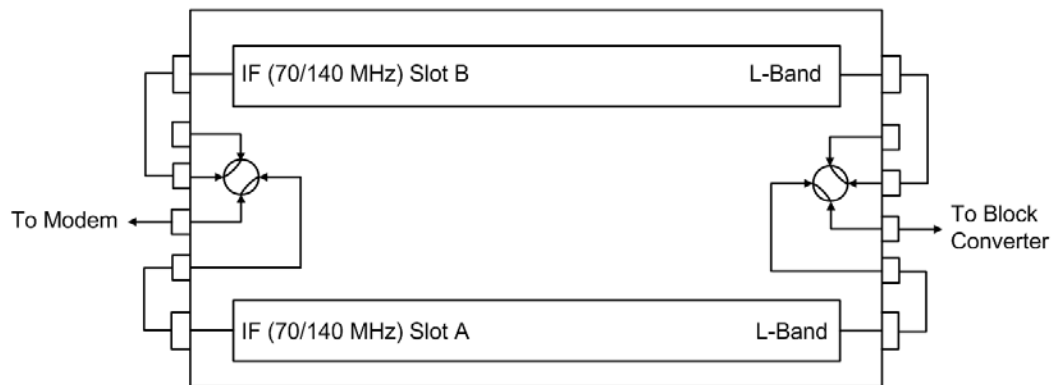 IF (70/140 MHz) Slot B
L-Band
To Modem
To Block
Converter
IF (70/140 MHz) Slot A
L-Band